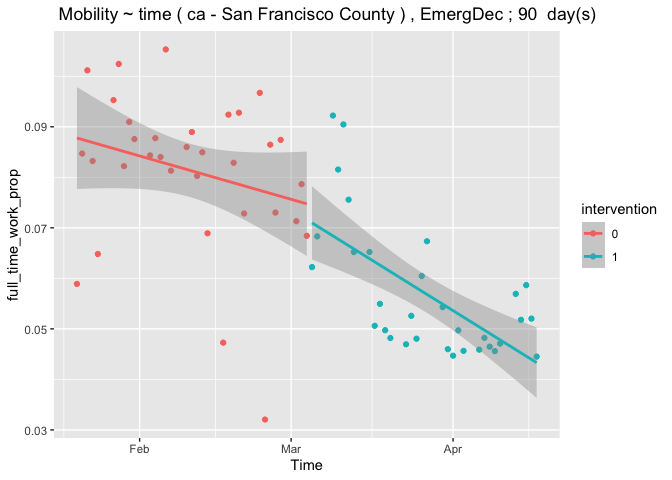 Mobility ~ time ( ca - San Francisco County ) , EmergDec ; 90  day(s)
full_time_work_prop
0.09
0.07
0.05
0.03
Feb
Mar
Apr
Time
intervention
0
1